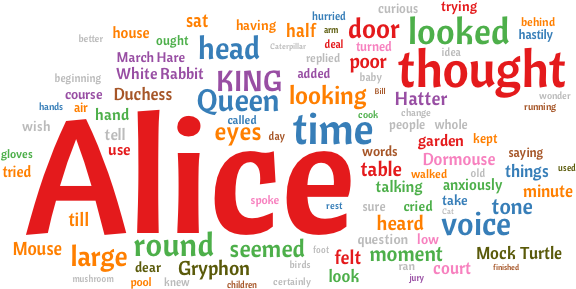 curious trying
sat hurried behind
house having half arm door looked hastily
better ought head Caterpillar deal turned idea
March Hare replied poor thought
beginning White Rabbit KING added baby
course Duchess Queen looking Bill Hatter wonder
hands air called cook change running
wish hand tell eyes day time people whole
gloves use words garden kept saying
tried Alice table Dormouse things used
talking walked old minute
spoke rest anxiously
till sure cried take tone
heard Cat voice
Mouse large round seemed question low
foot felt moment Mock Turtle
dear Gryphon birds ran court finished
mushroom pool knew children certainly look jury